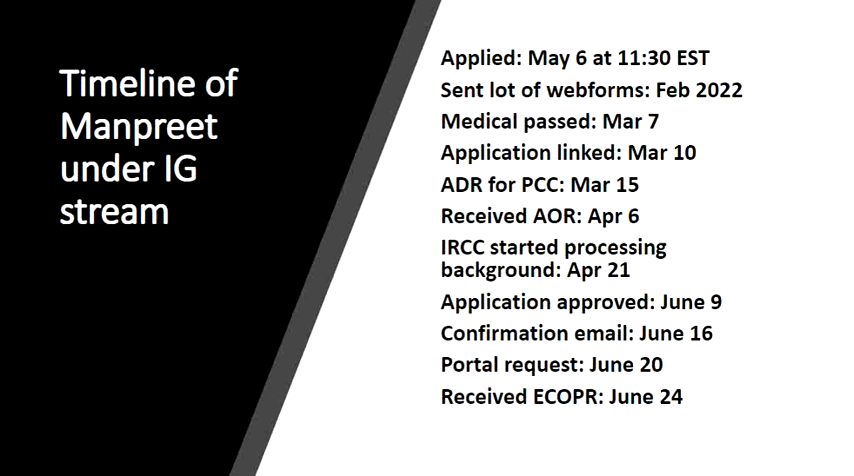 Timeline of
Manpreet
under IG
stream
Applied: May 6 at 11:30 EST
Sent lot of webforms: Feb 2022
Medical passed: Mar 7
Application linked: Mar 10
ADR for PCC: Mar 15
Received AOR: Apr 6
IRCC started processing
background: Apr 21
Application approved: June 9
Confirmation email: June 16
Portal request: June 20
Received ECOPR: June 24